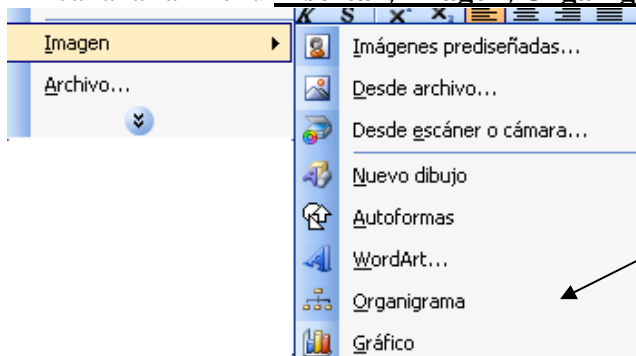 Imagen
Archivo...
Imágenes prediseñadas...
Desde archivo...
Desde escáner o cámara...
Nuevo dibujo
Autoformas
WordArt...
Organigrama
Gráfico